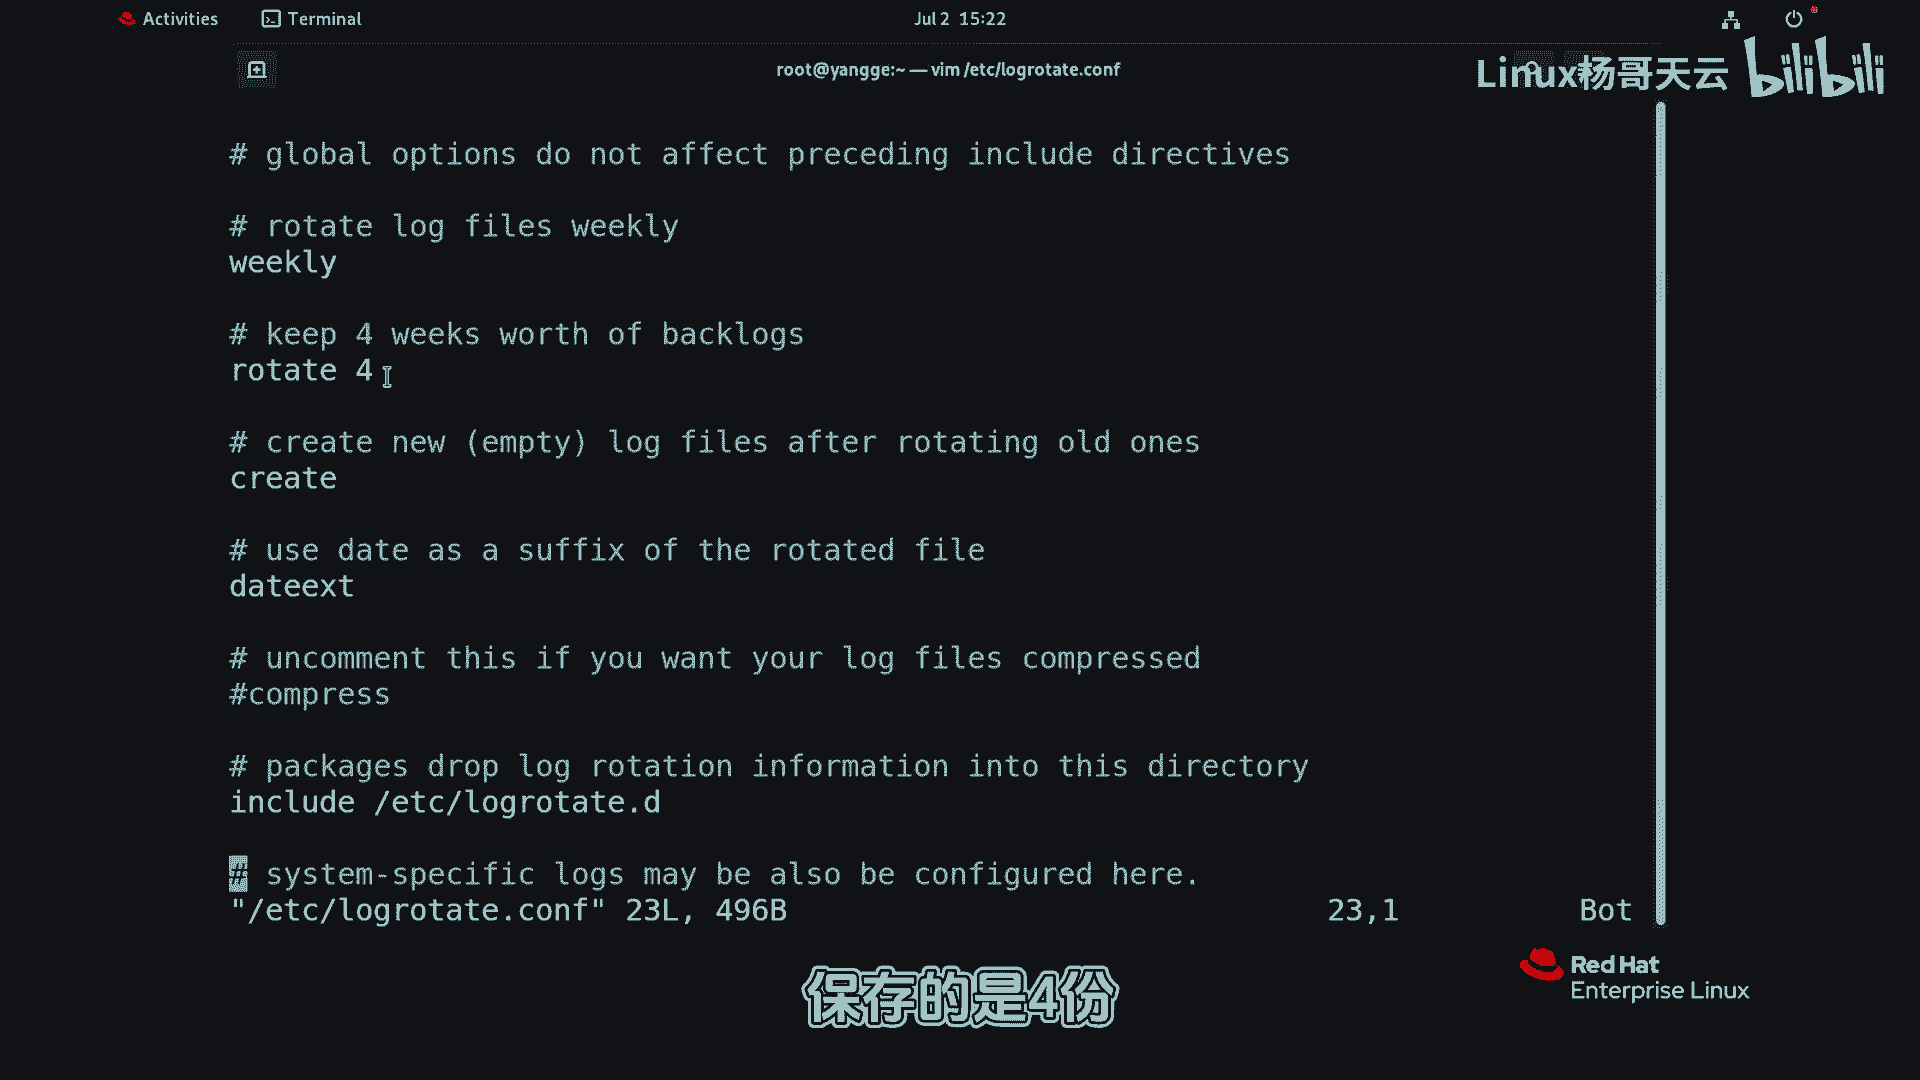 Activities Terminal Jul 2 15:22
root@yangge:~ — vim /etc/logrotate.conf
Linux杨哥天云 bilibili
# global options do not affect preceding include directives
# rotate log files weekly
weekly
# keep 4 weeks worth of backlogs
rotate 4
# create new (empty) log files after rotating old ones
create
# use date as a suffix of the rotated file
dateext
# uncomment this if you want your log files compressed
#compress
# packages drop log rotation information into this directory
include /etc/logrotate.d
# system-specific logs may be also be configured here.
"/etc/logrotate.conf" 23L, 496B 23,1 Bot
Red Hat
Enterprise Linux
保存的是4份